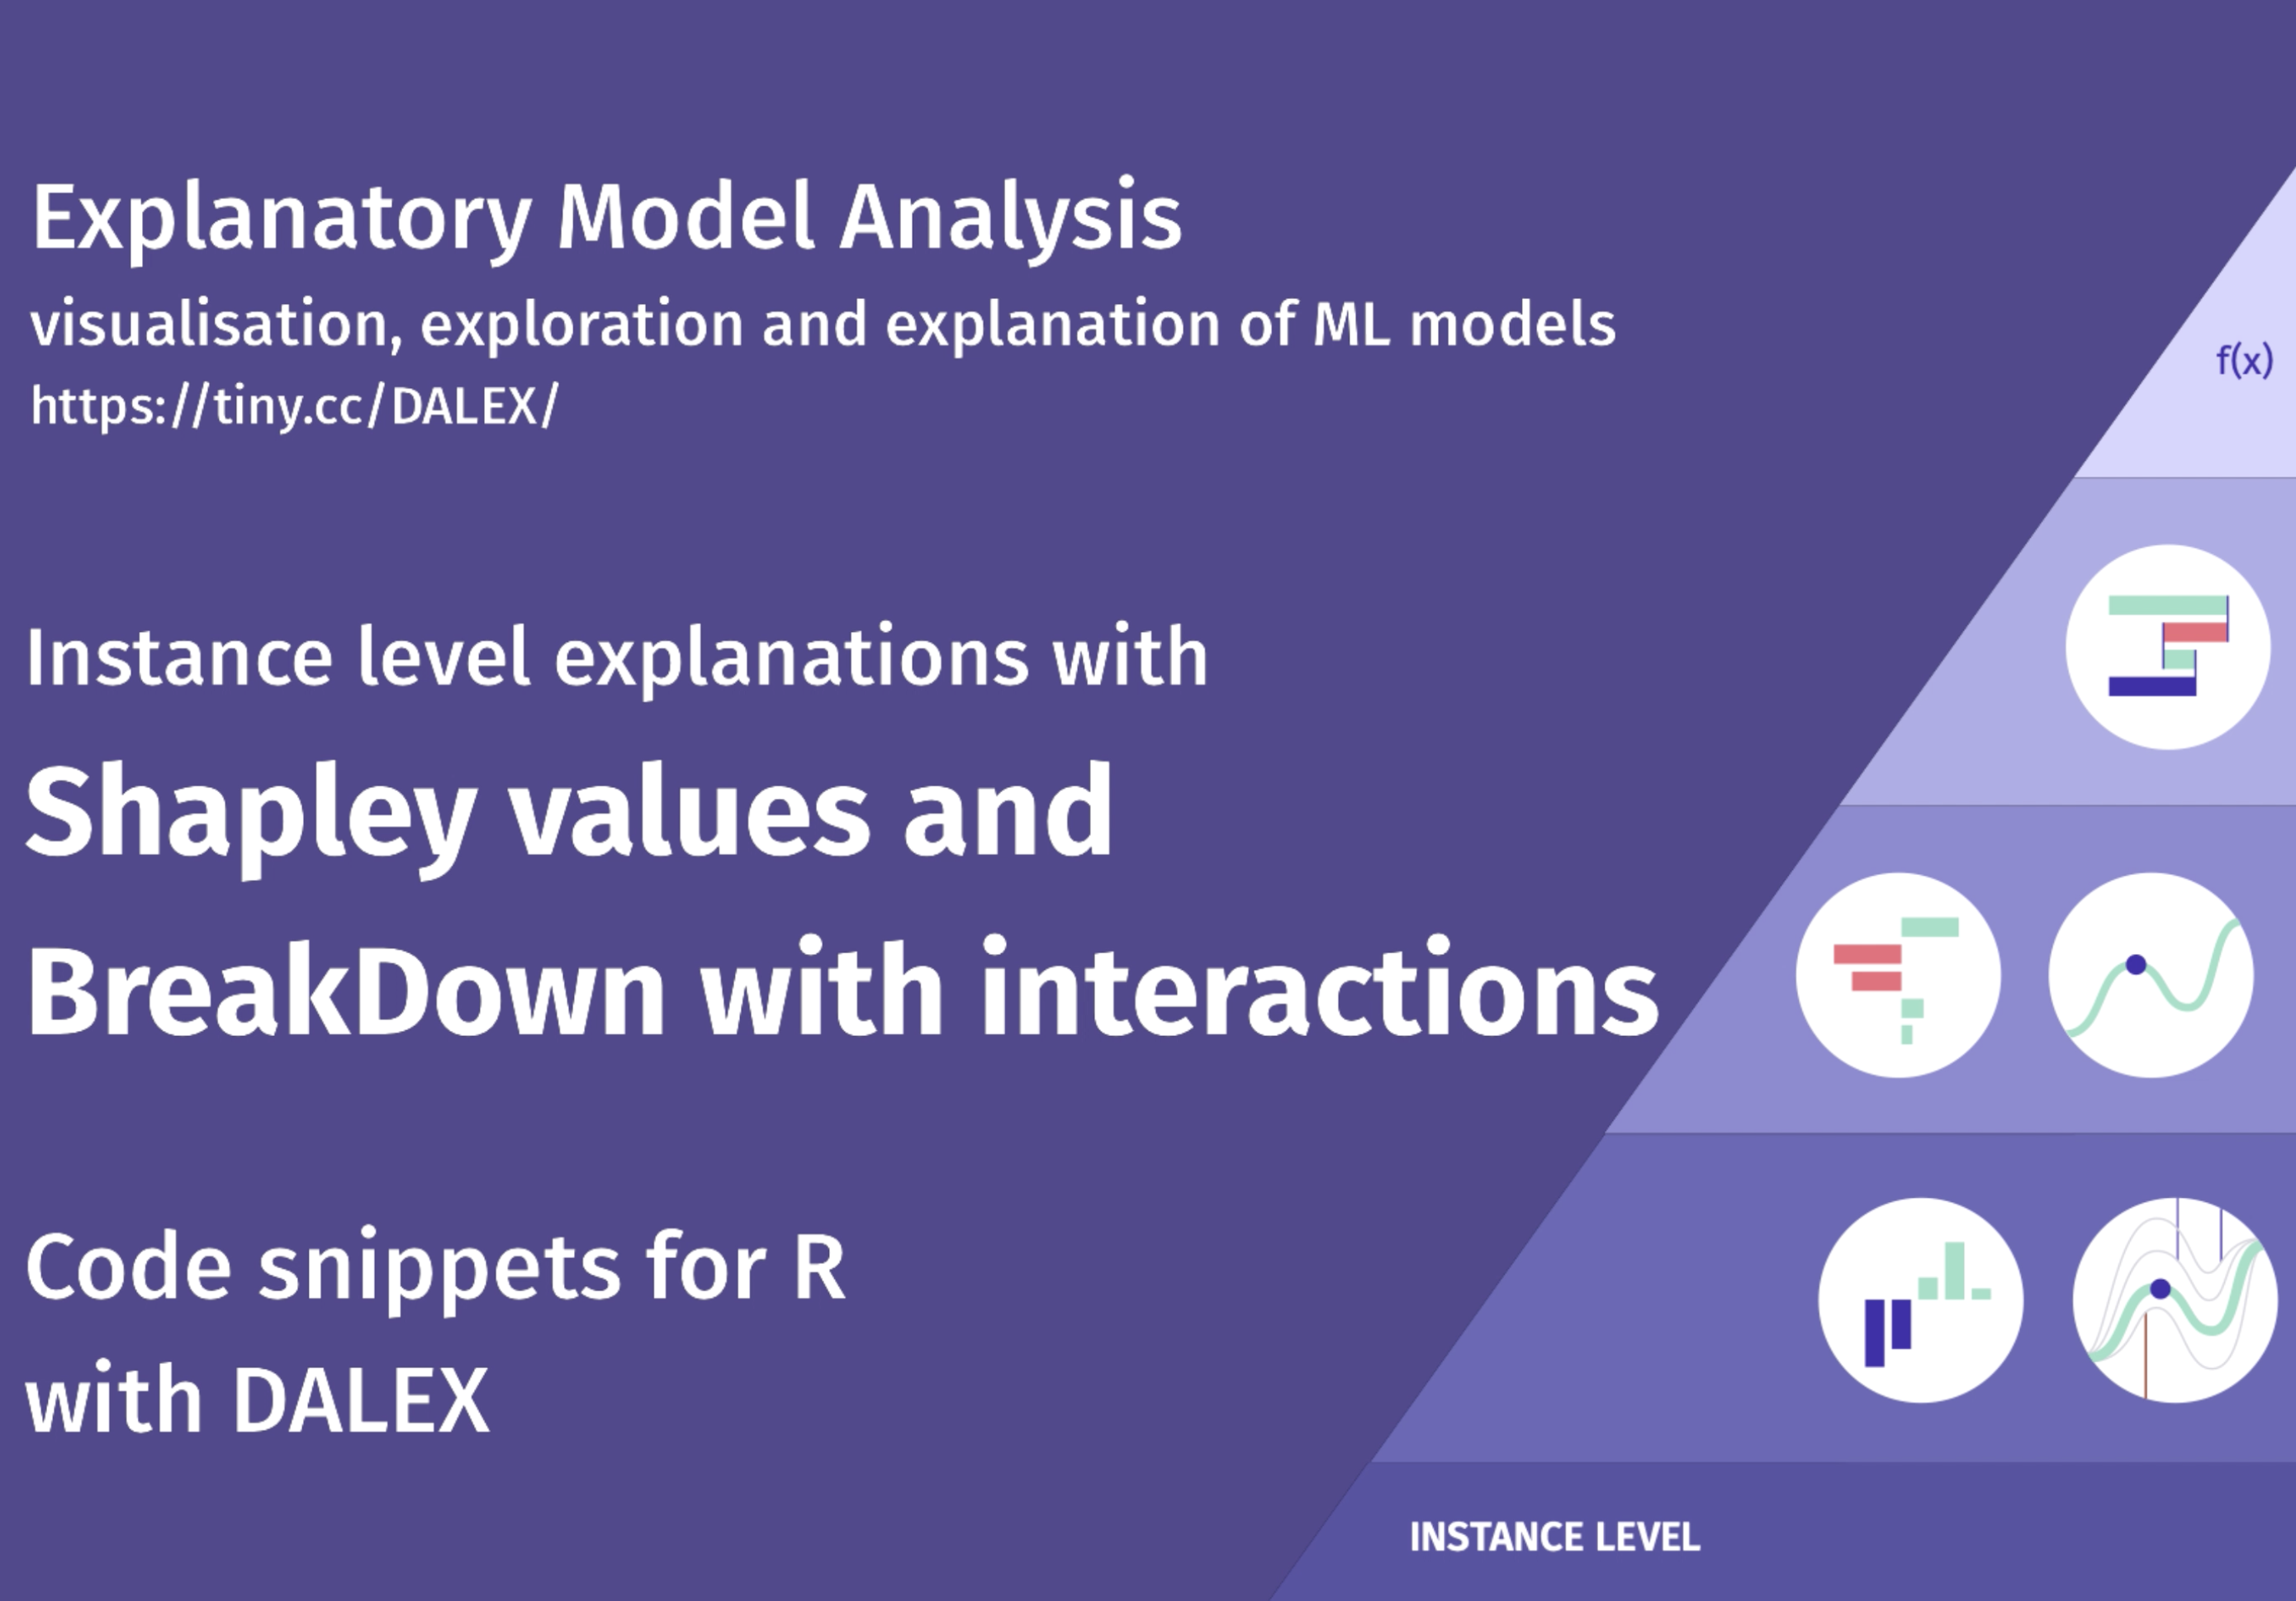 Explanatory Model Analysis
visualisation, exploration and explanation of ML models
https://tiny.cc/DALEX/
f(x)
Instance level explanations with
Shapley values and
BreakDown with interactions
Code snippets for R
with DALEX
INSTANCE LEVEL